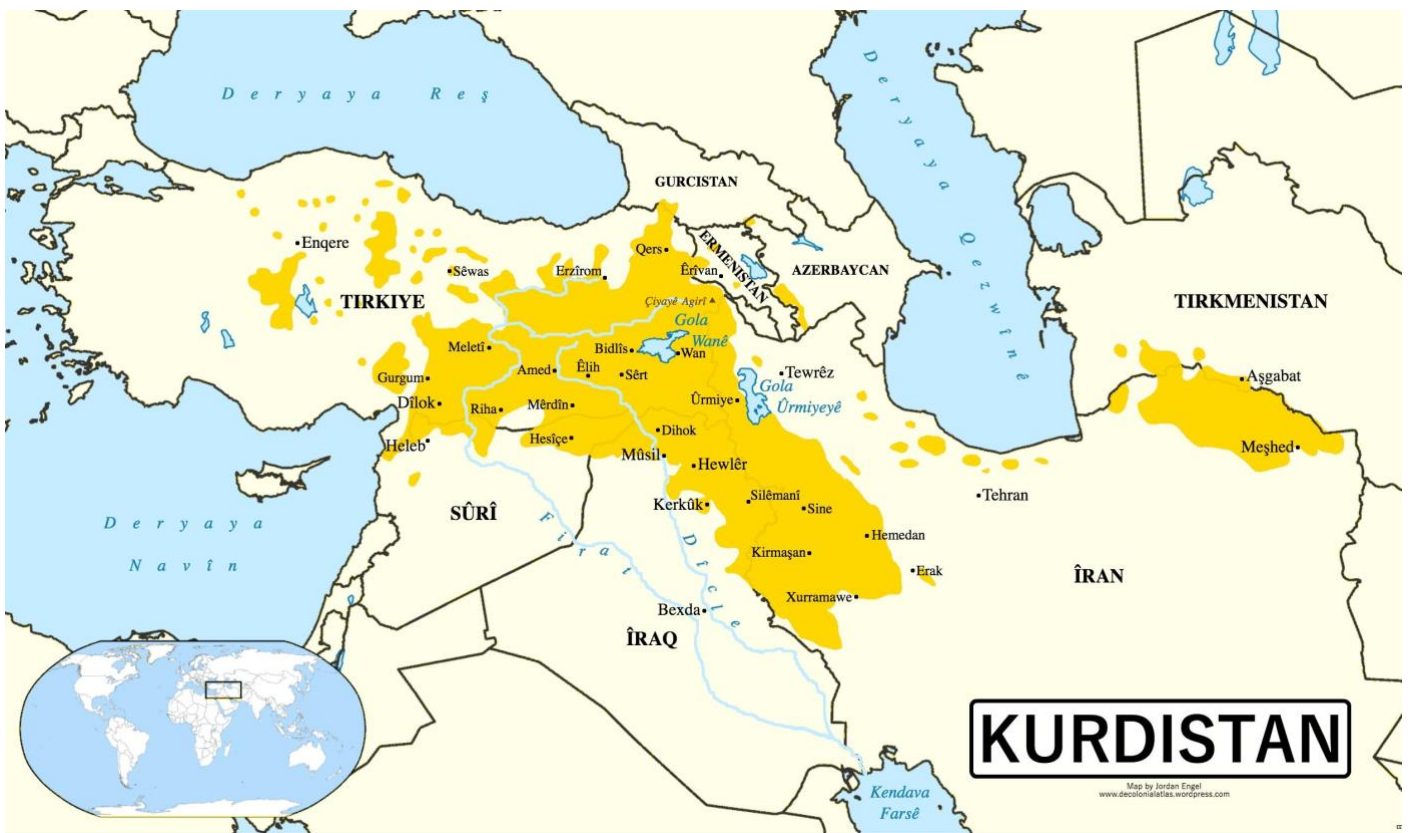 Deryaya Reş
Deryaya Qezwînê
GURCISTAN
ERMENISTAN
AZERBAYCAN
Qers
Êrîvan
Enqere
Sêwas
Erzîrom
TIRKIYE
Çiyayê Agirî
TIRKMENISTAN
Gola
Wanê
Meletî
Bidlîs
Wan
Amed
Êlih
Sêrt
Tewrêz
Gurgum
Gola
Ûrmiyeyê
Aşgabat
Dîlok
Riha
Mêrdîn
Ûrmiye
Heleb
Hesîçe
Dihok
Meşhed
Mûsil
Hewlêr
Silêmanî
Tehran
Kerkûk
Sine
SÛRÎ
Firat
Dîcle
Deryaya
Navîn
Hemedan
Kirmaşan
Erak
ÎRAN
Xurramawe
Bexda
ÎRAQ
KURDISTAN
Map by Jordan Engel
www.decolonialatlas.wordpress.com
Kendava
Farsê